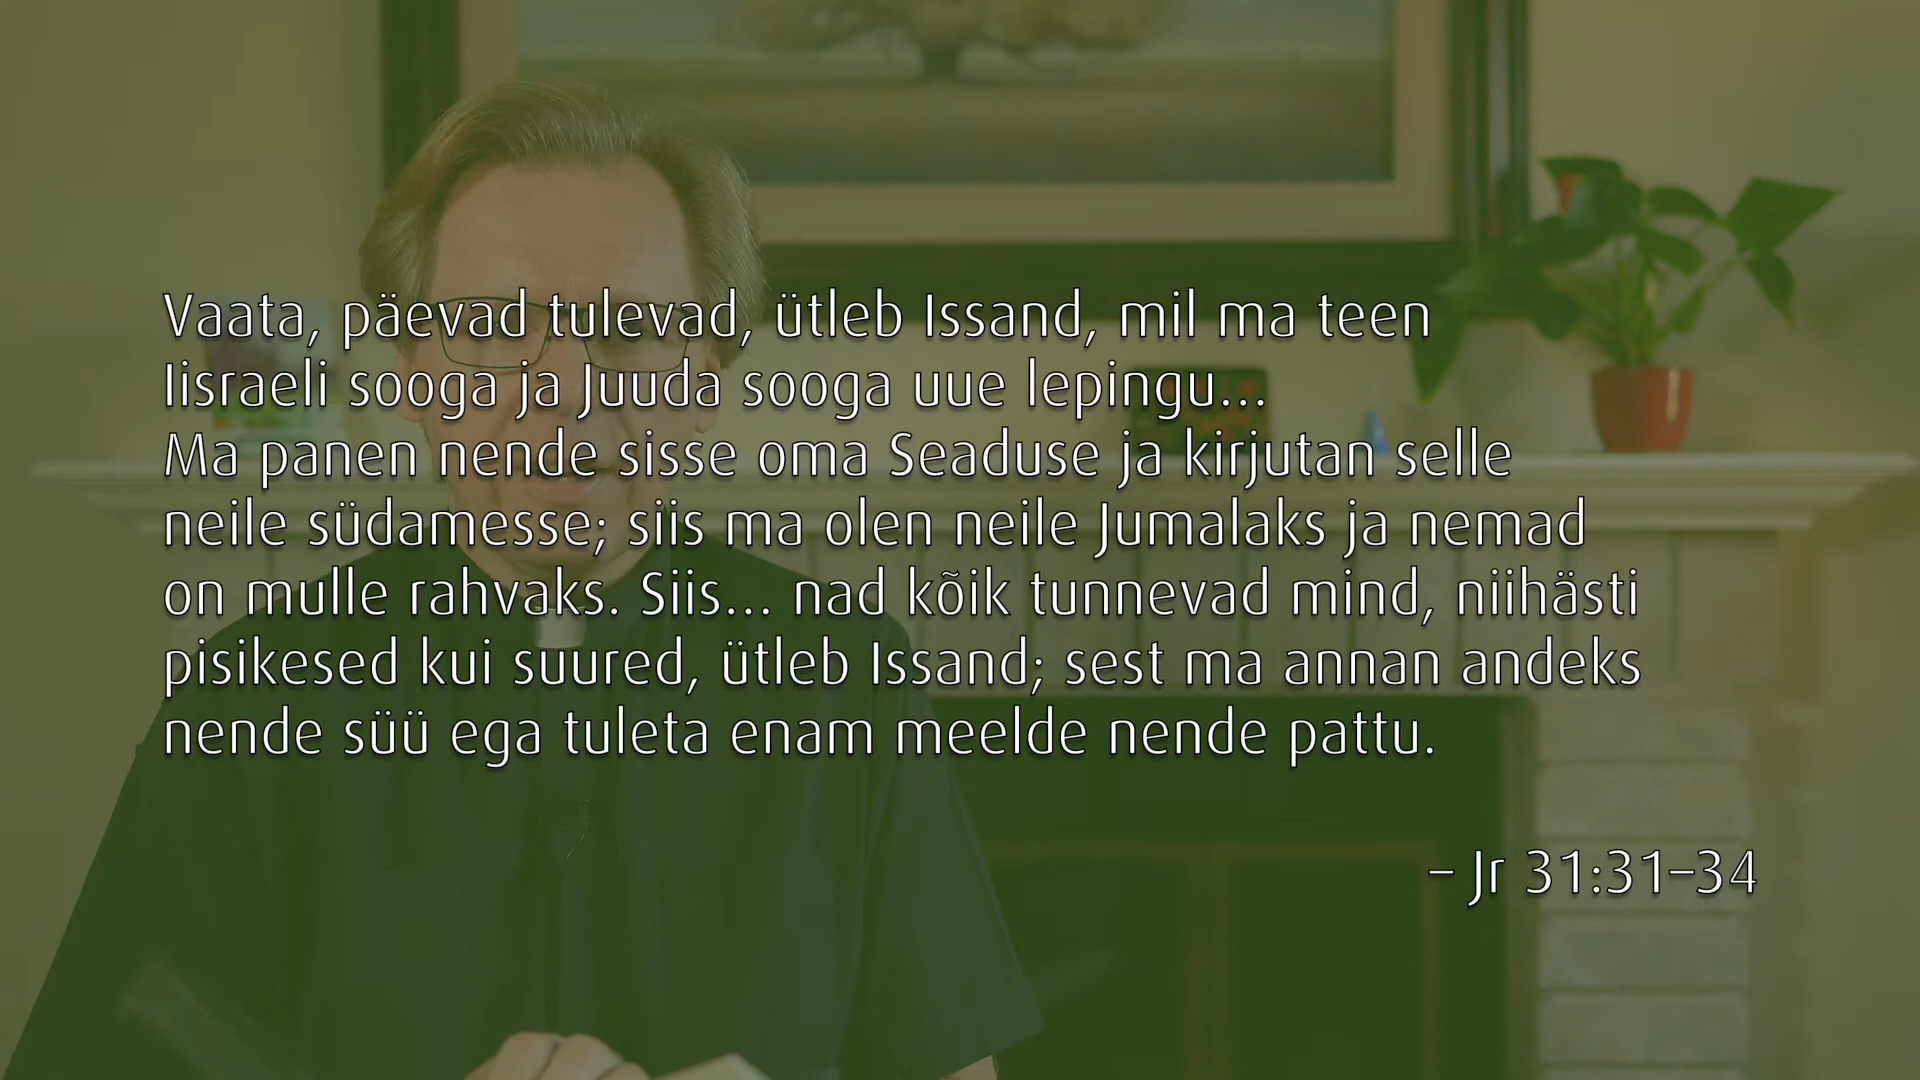 Vaata, päevad tulevad, ütleb Issand, mil ma teen
Iisraeli sooga ja Juuda sooga uue lepingu...
Ma panen nende sisse oma Seaduse ja kirjutan selle
neile südamesse; siis ma olen neile Jumalaks ja nemad
on mulle rahvaks. Siis... nad kõik tunnevad mind, niihästi
pisikesed kui suured, ütleb Issand; sest ma annan andeks
nende süü ega tuleta enam meelde nende pattu.
– Jr 31:31–34